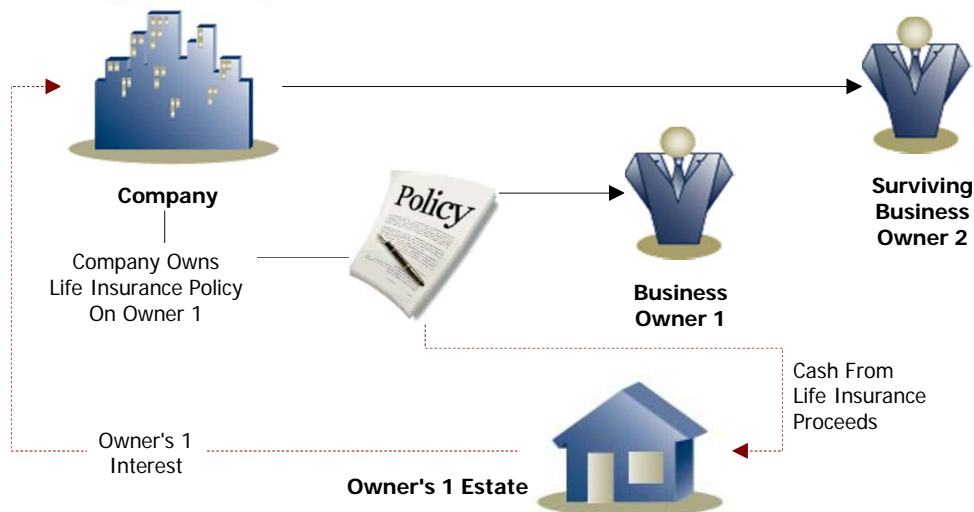 Company
Company Owns
Life Insurance Policy
On Owner 1
Policy
Business
Owner 1
Surviving
Business
Owner 2
Cash From
Life Insurance
Proceeds
Owner's 1
Interest
Owner's 1 Estate